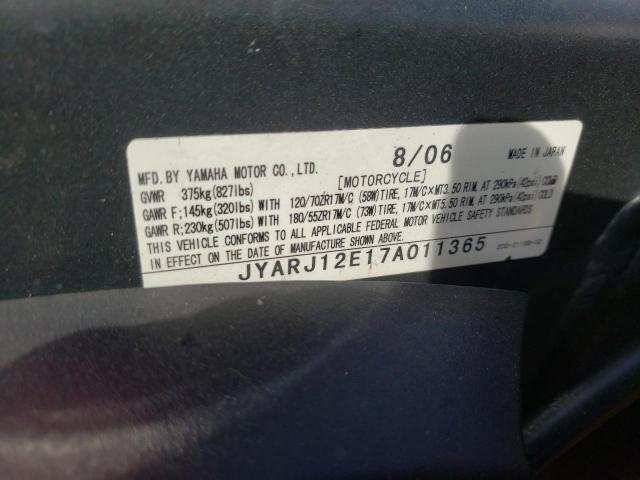 MFD.BY YAMAHA MOTOR CO.,LTD. 8/06 MADE IN JAPAN
GVWR 375kg(827lbs) [MOTORCYCLE]
GAWR F;145kg(320lbs) WITH 120/70ZR17M/C (58W)TIRE, 17M/C×MT3.50 RIM, AT 290kPa(42psi) COLD
GAWR R;230kg(507lbs) WITH 180/55ZR17M/C (73W)TIRE, 17M/C×MT5.50 RIM, AT 290kPa(42psi) COLD
THIS VEHICLE CONFORMS TO ALL APPLICABLE FEDERAL MOTOR VEHICLE SAFETY STANDARDS
IN EFFECT ON THE DATE OF MANUFACTURE SHOWN ABOVE.
JYARJ12E17A011365